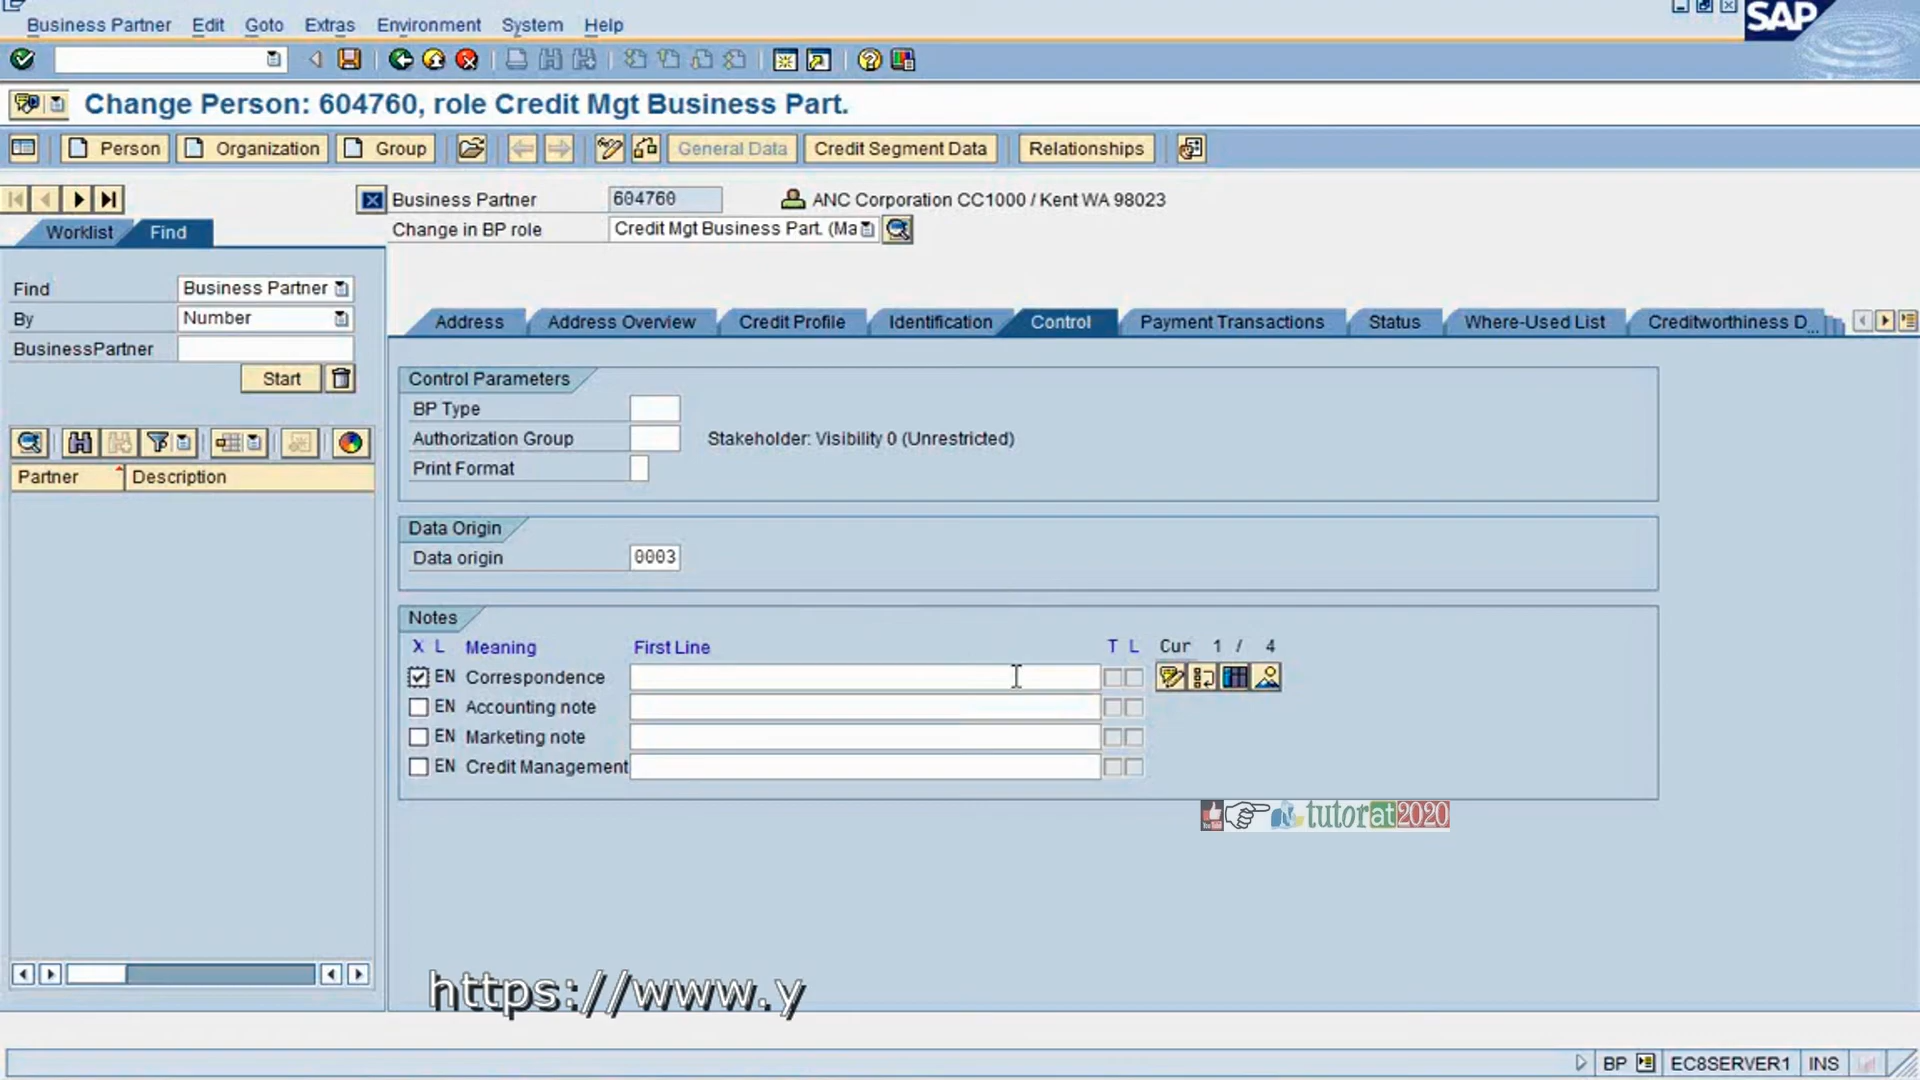 Business Partner Edit Goto Extras Environment System Help
SAP
Change Person: 604760, role Credit Mgt Business Part.
Person Organization Group General Data Credit Segment Data Relationships
Business Partner 604760 ANC Corporation CC1000 / Kent WA 98023
Change in BP role Credit Mgt Business Part. (Ma
Worklist Find
Find Business Partner
By Number
BusinessPartner
Start
Partner Description
Address Address Overview Credit Profile Identification Control Payment Transactions Status Where-Used List Creditworthiness D...
Control Parameters
BP Type
Authorization Group Stakeholder: Visibility 0 (Unrestricted)
Print Format
Data Origin
Data origin 0003
Notes
X L Meaning First Line T L Cur 1 / 4
EN Correspondence
EN Accounting note
EN Marketing note
EN Credit Management
tutorat2020
https://www.y
BP EC8SERVER1 INS